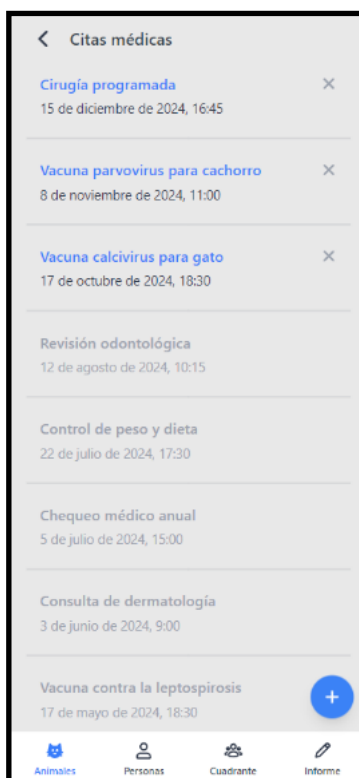 Citas médicas
Cirugía programada
15 de diciembre de 2024, 16:45
Vacuna parvovirus para cachorro
8 de noviembre de 2024, 11:00
Vacuna calcivirus para gato
17 de octubre de 2024, 18:30
Revisión odontológica
12 de agosto de 2024, 10:15
Control de peso y dieta
22 de julio de 2024, 17:30
Chequeo médico anual
5 de julio de 2024, 15:00
Consulta de dermatología
3 de junio de 2024, 9:00
Vacuna contra la leptospirosis
17 de mayo de 2024, 18:30
Animales Personas Cuadrante Informe